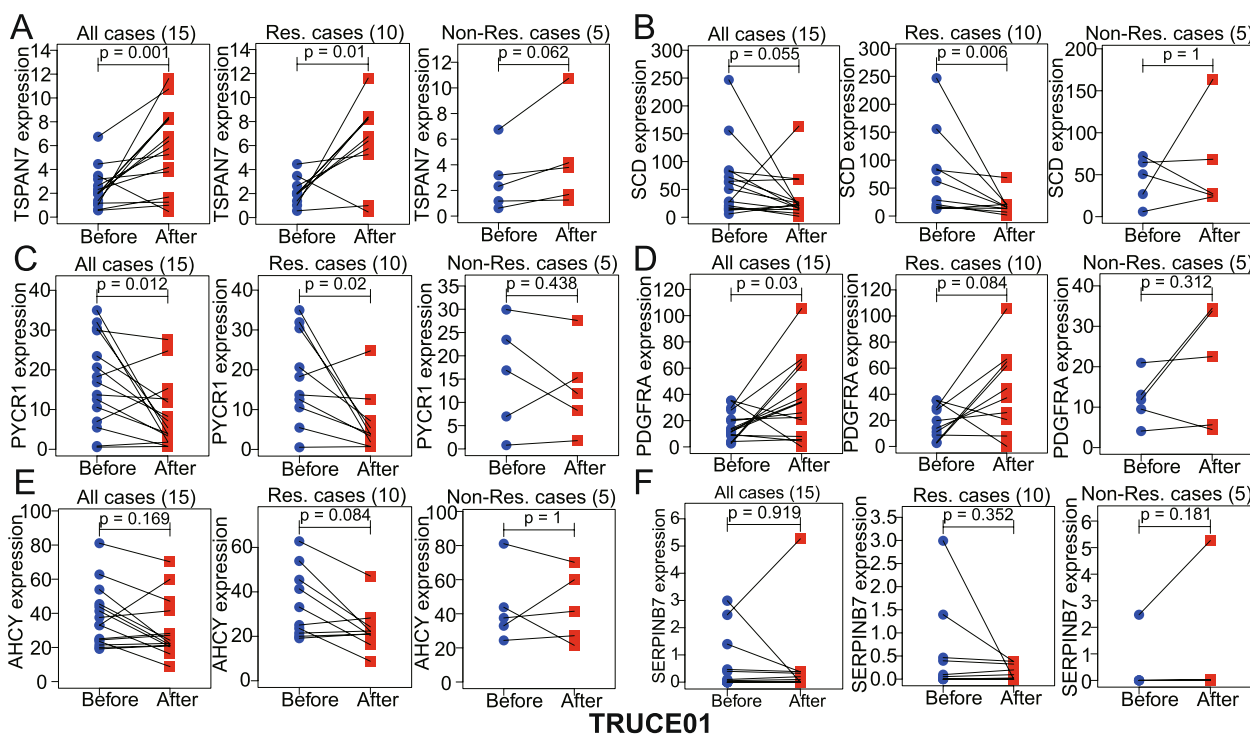 A
All cases (15)
p = 0.001
TSPAN7 expression
14
12
10
8
6
4
2
0
Before After
Res. cases (10)
p = 0.01
TSPAN7 expression
14
12
10
8
6
4
2
0
Before After
Non-Res. cases (5)
p = 0.062
TSPAN7 expression
12
10
8
6
4
2
0
Before After
B
All cases (15)
p = 0.055
SCD expression
300
250
200
150
100
50
0
Before After
Res. cases (10)
p = 0.006
SCD expression
300
250
200
150
100
50
0
Before After
Non-Res. cases (5)
p = 1
SCD expression
200
150
100
50
0
Before After
C
All cases (15)
p = 0.012
PYCR1 expression
40
30
20
10
0
Before After
Res. cases (10)
p = 0.02
PYCR1 expression
40
30
20
10
0
Before After
Non-Res. cases (5)
p = 0.438
PYCR1 expression
35
30
25
20
15
10
5
0
Before After
D
All cases (15)
p = 0.03
PDGFRA expression
120
100
80
60
40
20
0
Before After
Res. cases (10)
p = 0.084
PDGFRA expression
120
100
80
60
40
20
0
Before After
Non-Res. cases (5)
p = 0.312
PDGFRA expression
40
30
20
10
0
Before After
E
All cases (15)
p = 0.169
AHCY expression
100
80
60
40
20
0
Before After
Res. cases (10)
p = 0.084
AHCY expression
60
40
20
0
Before After
Non-Res. cases (5)
p = 1
AHCY expression
100
80
60
40
20
0
Before After
F
All cases (15)
p = 0.919
SERPINB7 expression
6
5
4
3
2
1
0
Before After
Res. cases (10)
p = 0.352
SERPINB7 expression
3.5
3.0
2.5
2.0
1.5
1.0
0.5
0.0
Before After
Non-Res. cases (5)
p = 0.181
SERPINB7 expression
6
5
4
3
2
1
0
Before After
TRUCE01